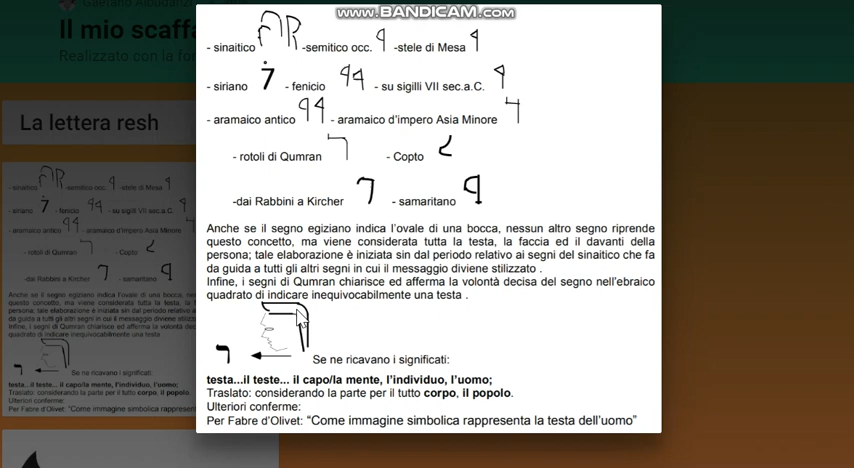 www.BANDICAM.com
Gaetano Albudanzi
Il mio scaffa
Realizzato con la fon
La lettera resh
- sinaitico -semitico occ. -stele di Mesa
- siriano - fenicio - su sigilli VII sec.a.C.
- aramaico antico - aramaico d'impero Asia Minore
- rotoli di Qumran - Copto
-dai Rabbini a Kircher - samaritano
Anche se il segno egiziano indica l'ovale di una bocca, nessun altro segno riprende
questo concetto, ma viene considerata tutta la testa, la faccia ed il davanti della
persona; tale elaborazione è iniziata sin dal periodo relativo ai segni del sinaitico che fa
da guida a tutti gli altri segni in cui il messaggio diviene stilizzato .
Infine, i segni di Qumran chiarisce ed afferma la volontà decisa del segno nell'ebraico
quadrato di indicare inequivocabilmente una testa .
Se ne ricavano i significati:
testa...il teste... il capo/la mente, l'individuo, l'uomo;
Traslato: considerando la parte per il tutto corpo, il popolo.
Ulteriori conferme:
Per Fabre d'Olivet: "Come immagine simbolica rappresenta la testa dell'uomo"